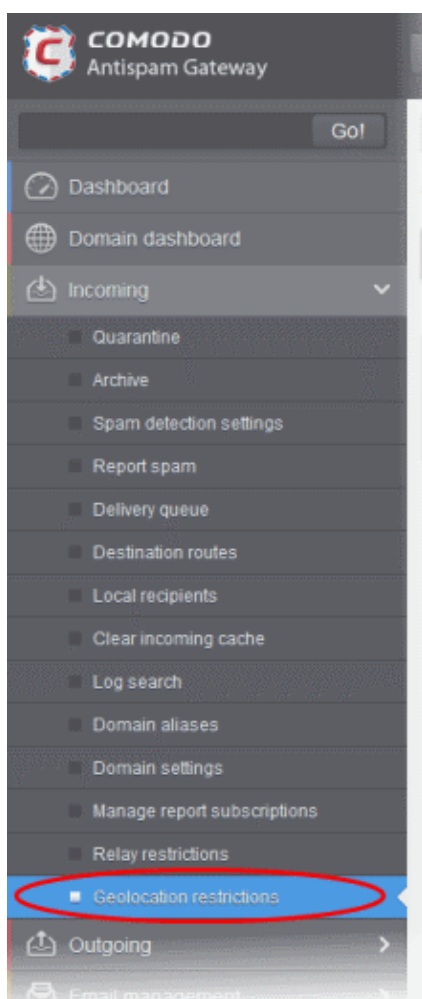 COMODO
Antispam Gateway
Go!
Dashboard
Domain dashboard
Incoming
Quarantine
Archive
Spam detection settings
Report spam
Delivery queue
Destination routes
Local recipients
Clear incoming cache
Log search
Domain aliases
Domain settings
Manage report subscriptions
Relay restrictions
Geolocation restrictions
Outgoing
Email management